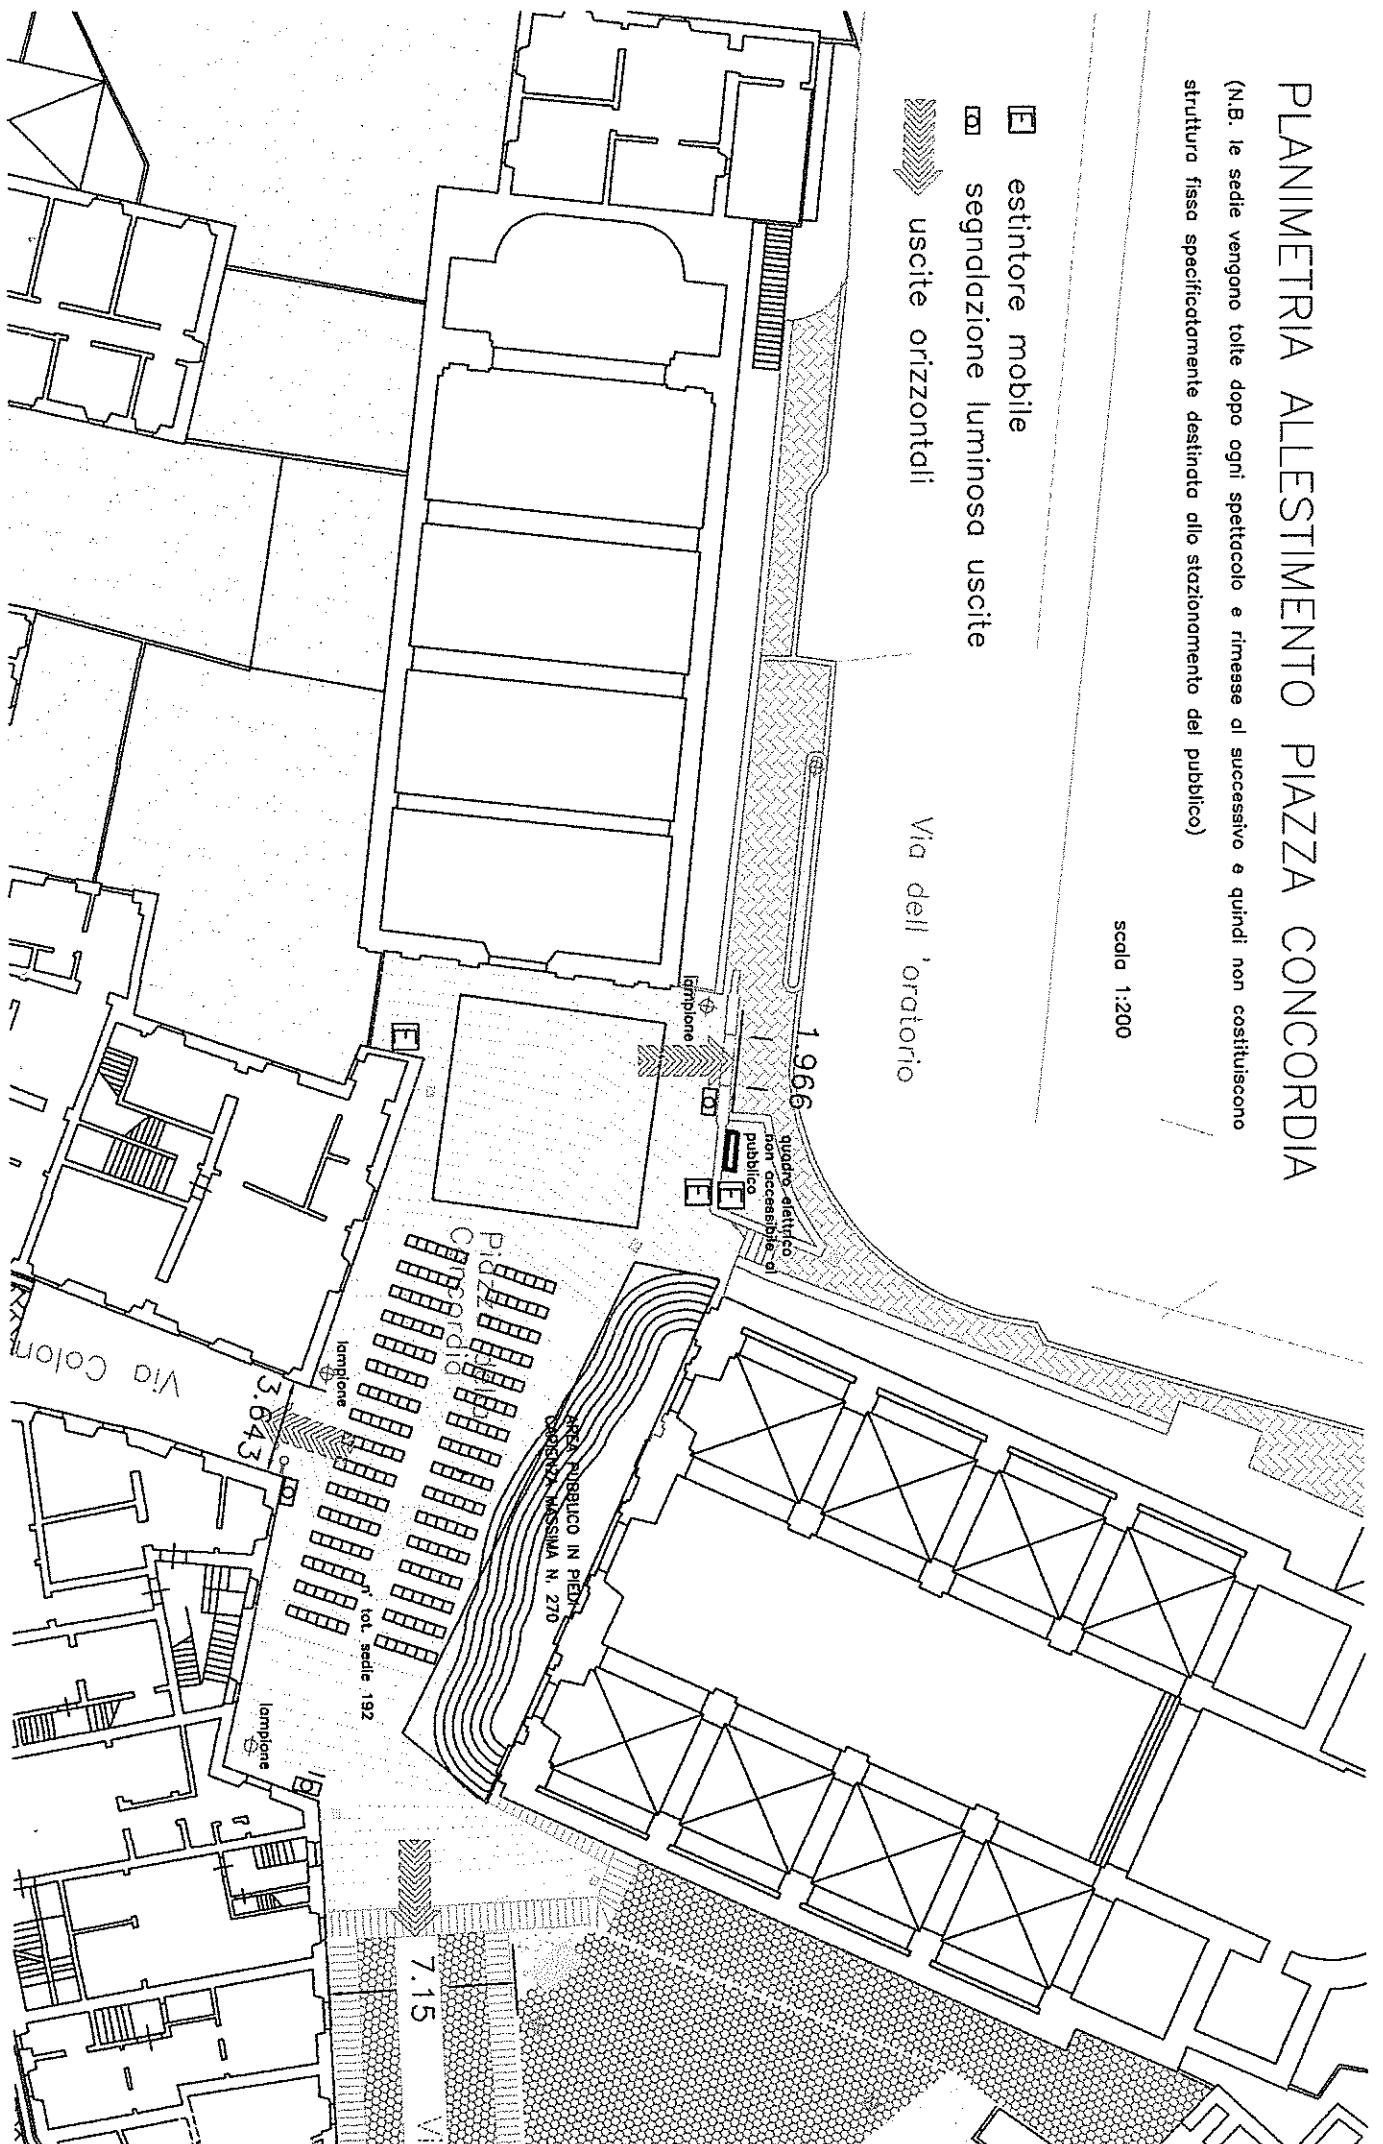 PLANIMETRIA ALLESTIMENTO PIAZZA CONCORDIA
(N.B. le sedie vengono tolte dopo ogni spettacolo e rimesse al successivo e quindi non costituiscono
struttura fissa specificatamente destinata allo stazionamento del pubblico)
scala 1:200
E estintore mobile
segnalazione luminosa uscite
uscite orizzontali
Via dell'oratorio
lampione
1.966
quadro elettrico
non accessibile al
pubblico
E
E
E
Piazza della
Concordia
AREA PUBBLICO IN PIEDI
CAPIENZA MASSIMA N. 270
lampione
Via Colon
3.643
n° tot. sedie 192
lampione
7.15
Vi